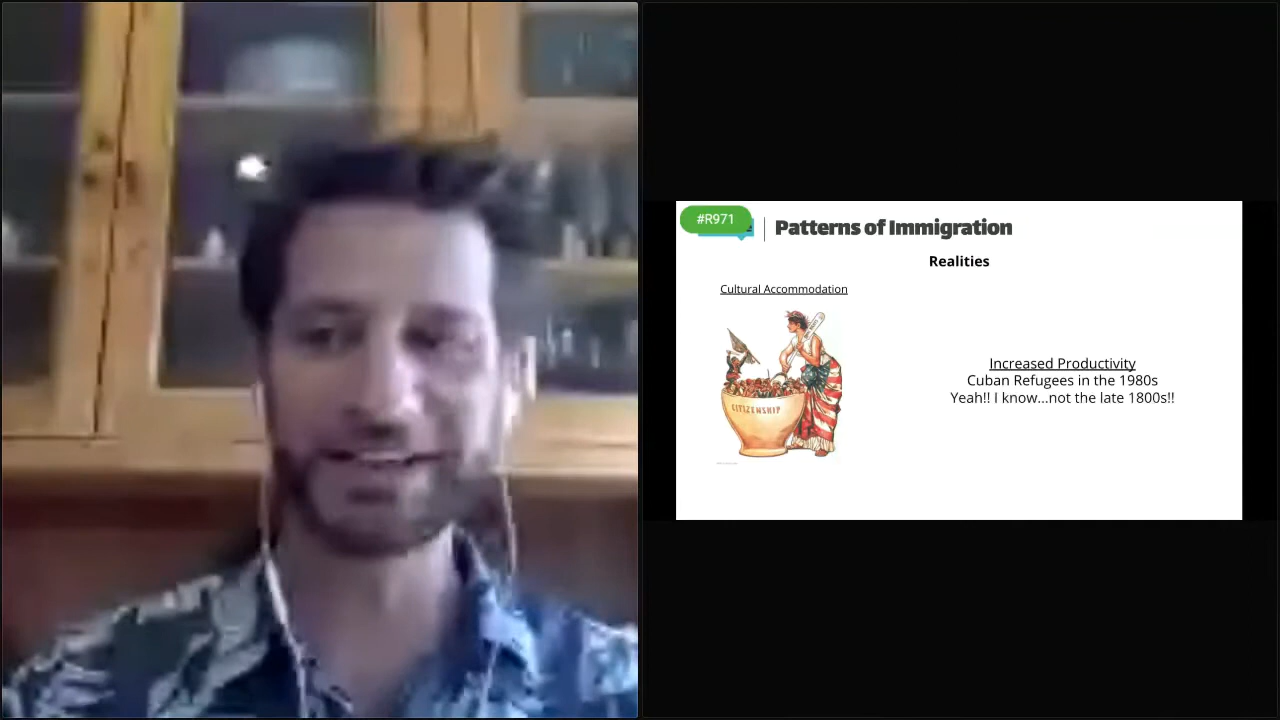 #R971
Patterns of Immigration
Realities
Cultural Accommodation
CITIZENSHIP
Increased Productivity
Cuban Refugees in the 1980s
Yeah!! I know...not the late 1800s!!